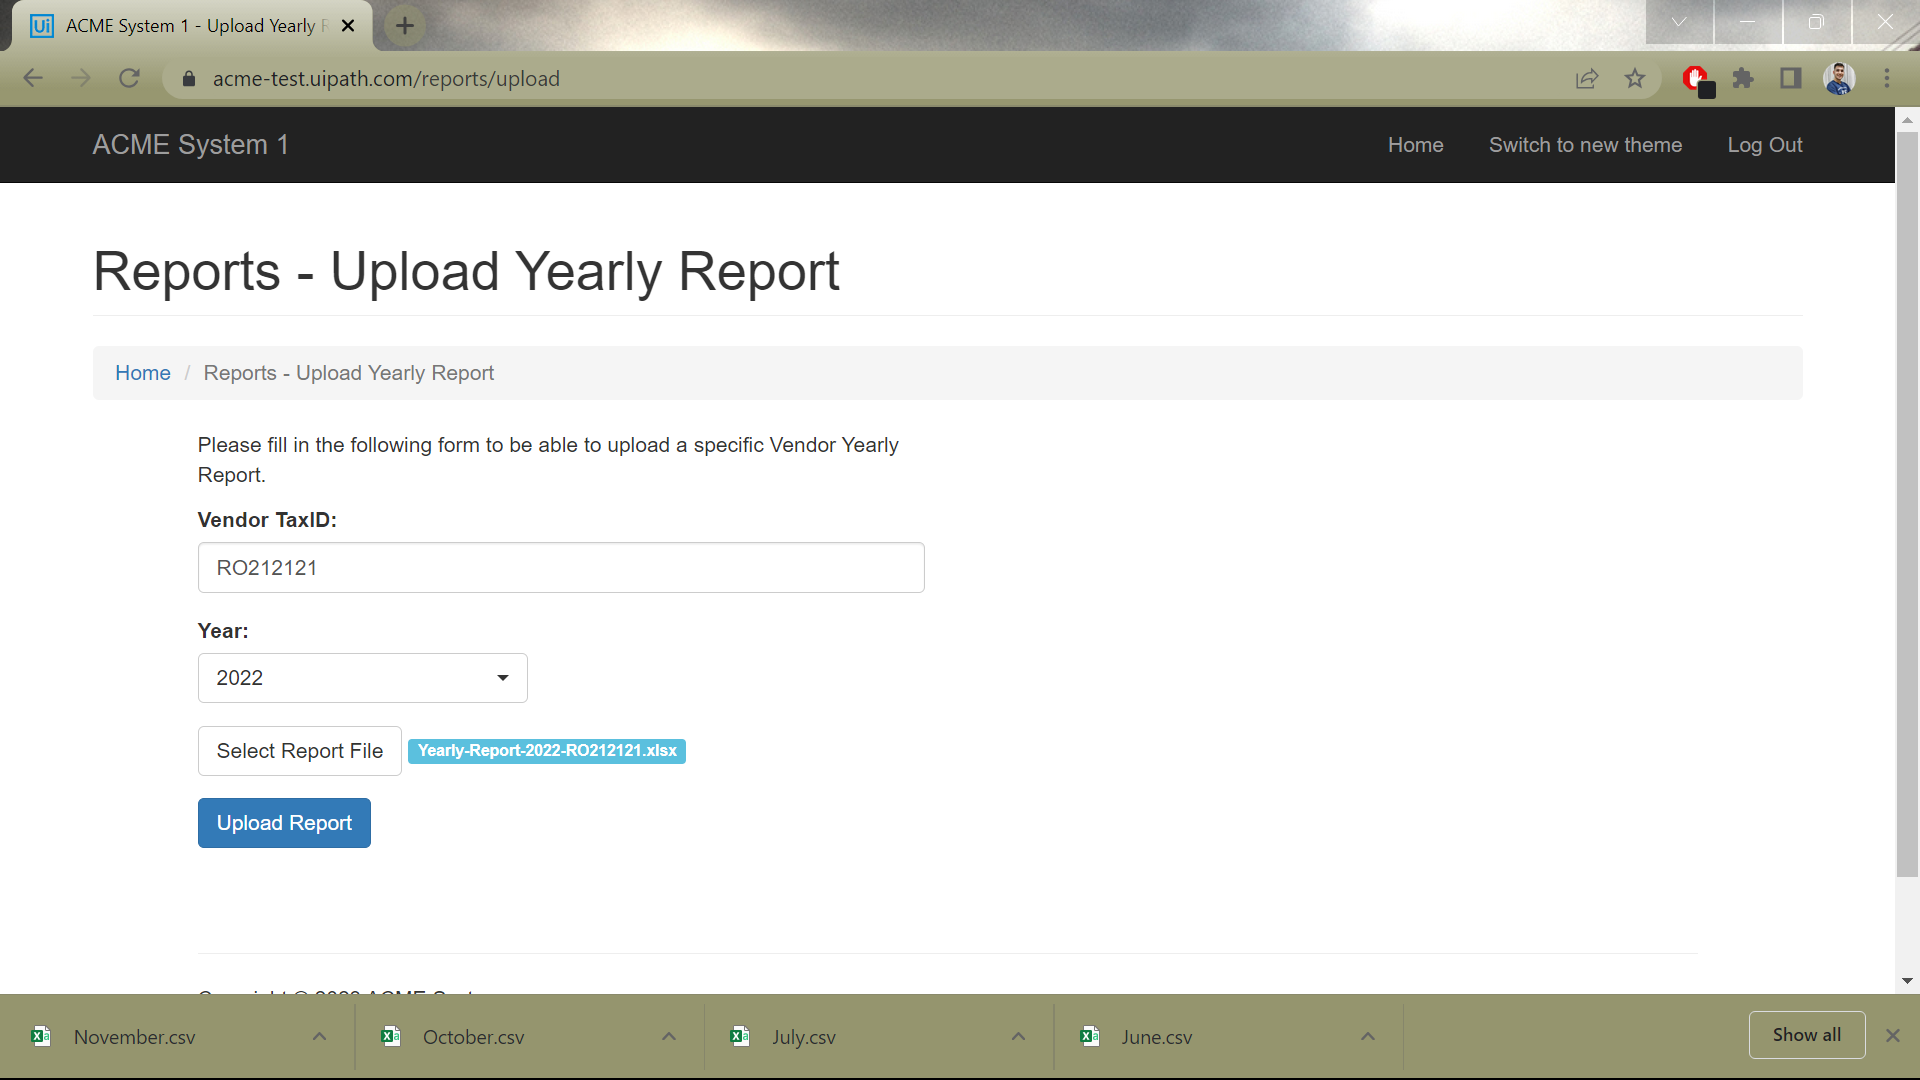 ACME System 1 - Upload Yearly
acme-test.uipath.com/reports/upload
ACME System 1
Home
Switch to new theme
Log Out
Reports - Upload Yearly Report
Home / Reports - Upload Yearly Report
Please fill in the following form to be able to upload a specific Vendor Yearly
Report.
Vendor TaxID:
RO212121
Year:
2022
Select Report File
Yearly-Report-2022-RO212121.xlsx
Upload Report
November.csv
October.csv
July.csv
June.csv
Show all